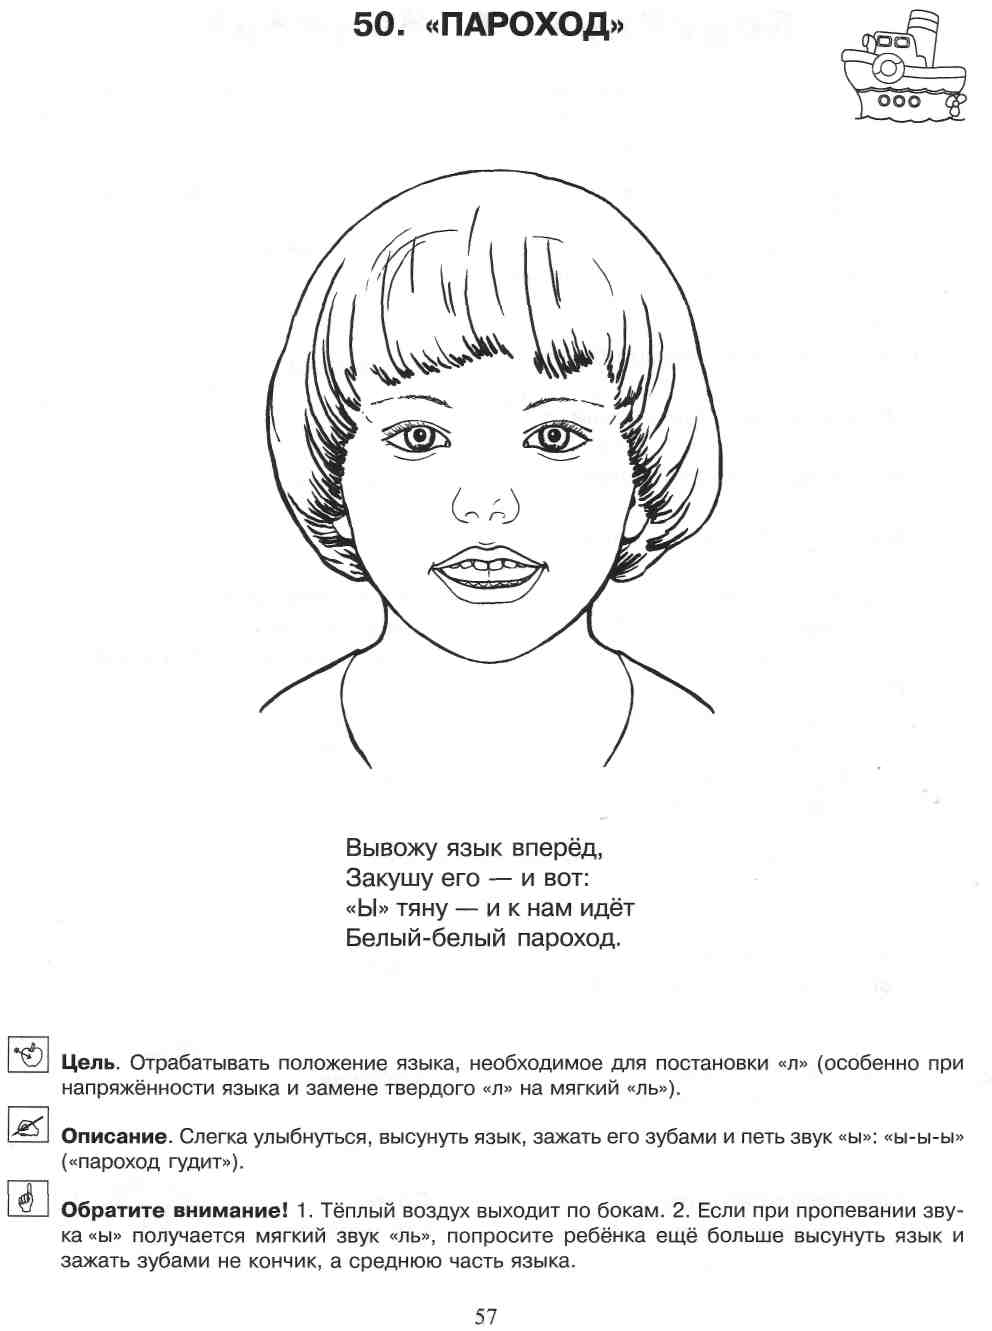 50. «ПАРОХОД»
Вывожу язык вперёд,
Закушу его — и вот:
«Ы» тяну — и к нам идёт
Белый-белый пароход.
Цель. Отрабатывать положение языка, необходимое для постановки «л» (особенно при
напряжённости языка и замене твердого «л» на мягкий «ль»).
Описание. Слегка улыбнуться, высунуть язык, зажать его зубами и петь звук «ы»: «ы-ы-ы»
(«пароход гудит»).
Обратите внимание! 1. Тёплый воздух выходит по бокам. 2. Если при пропевании зву-
ка «ы» получается мягкий звук «ль», попросите ребёнка ещё больше высунуть язык и
зажать зубами не кончик, а среднюю часть языка.
57